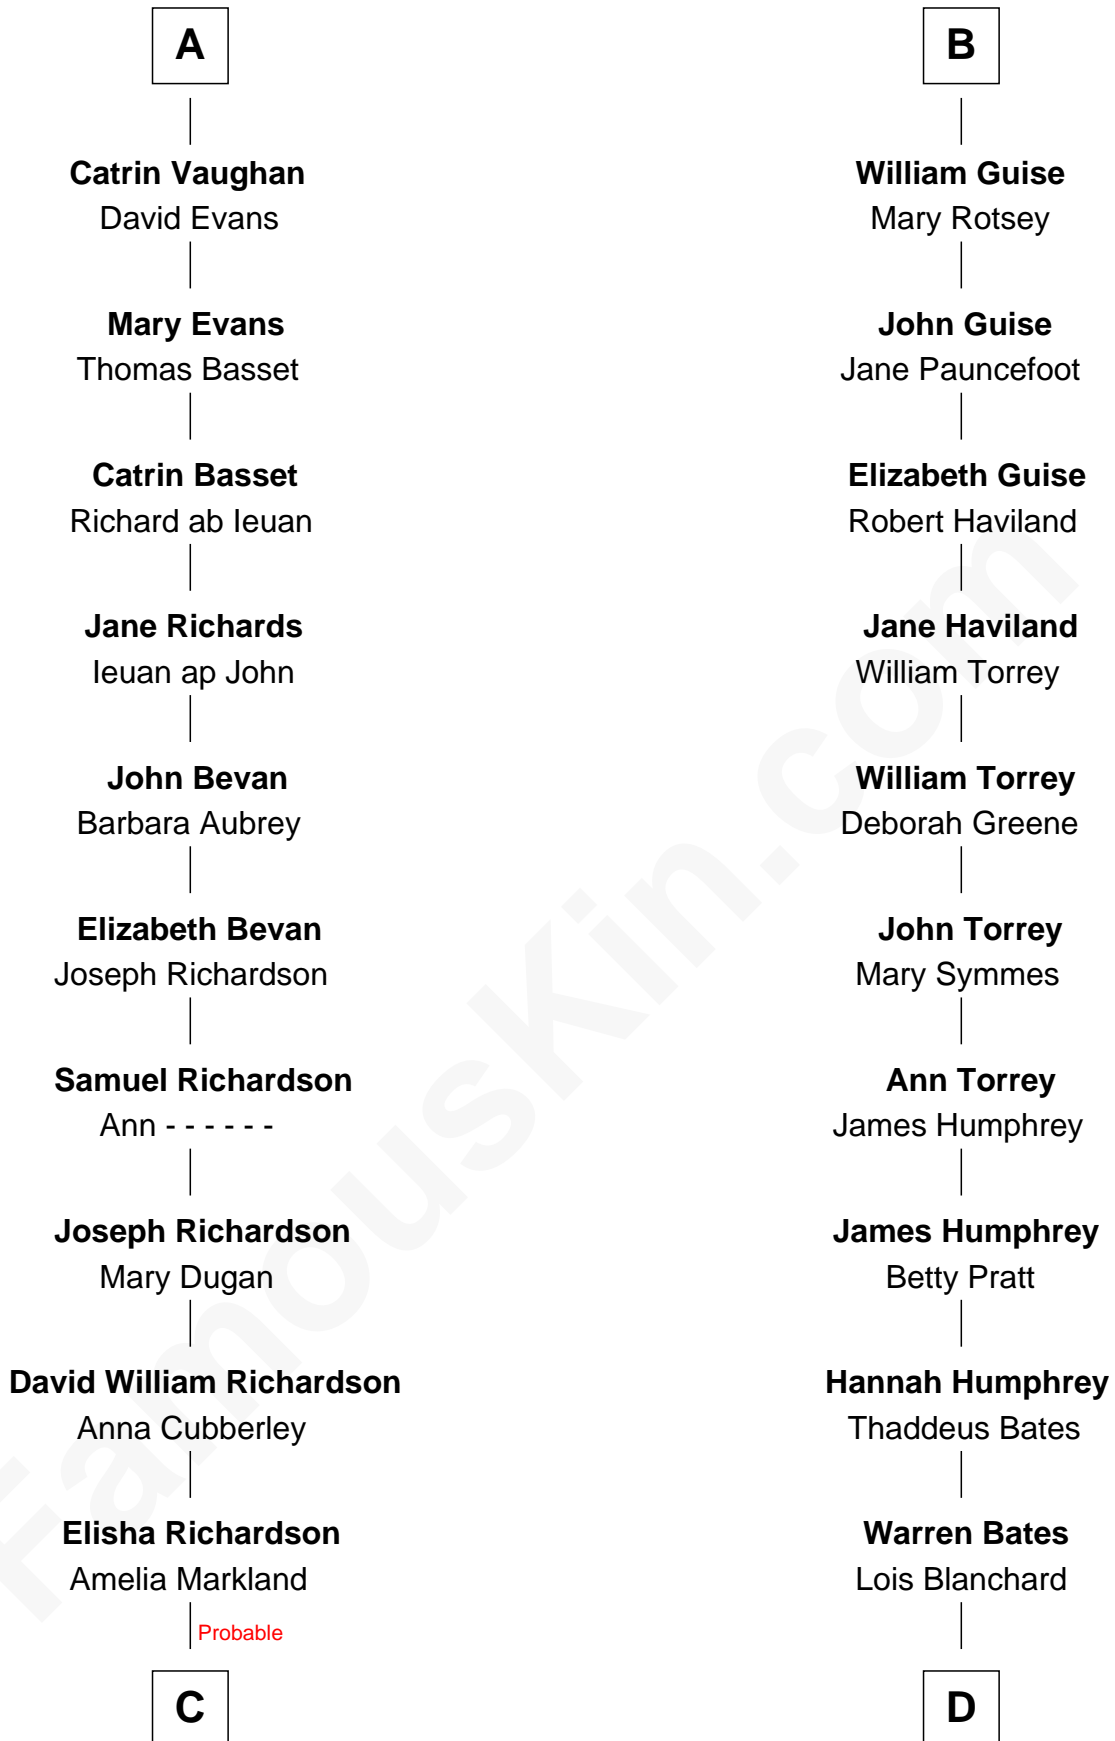 A
Catrin Vaughan
David Evans
Mary Evans
Thomas Basset
Catrin Basset
Richard ab Ieuan
Jane Richards
Ieuan ap John
John Bevan
Barbara Aubrey
Elizabeth Bevan
Joseph Richardson
Samuel Richardson
Ann - - - - - -
Joseph Richardson
Mary Dugan
David William Richardson
Anna Cubberley
Elisha Richardson
Amelia Markland
Probable
C
B
William Guise
Mary Rotsey
John Guise
Jane Pauncefoot
Elizabeth Guise
Robert Haviland
Jane Haviland
William Torrey
William Torrey
Deborah Greene
John Torrey
Mary Symmes
Ann Torrey
James Humphrey
James Humphrey
Betty Pratt
Hannah Humphrey
Thaddeus Bates
Warren Bates
Lois Blanchard
D
FamousKin.com